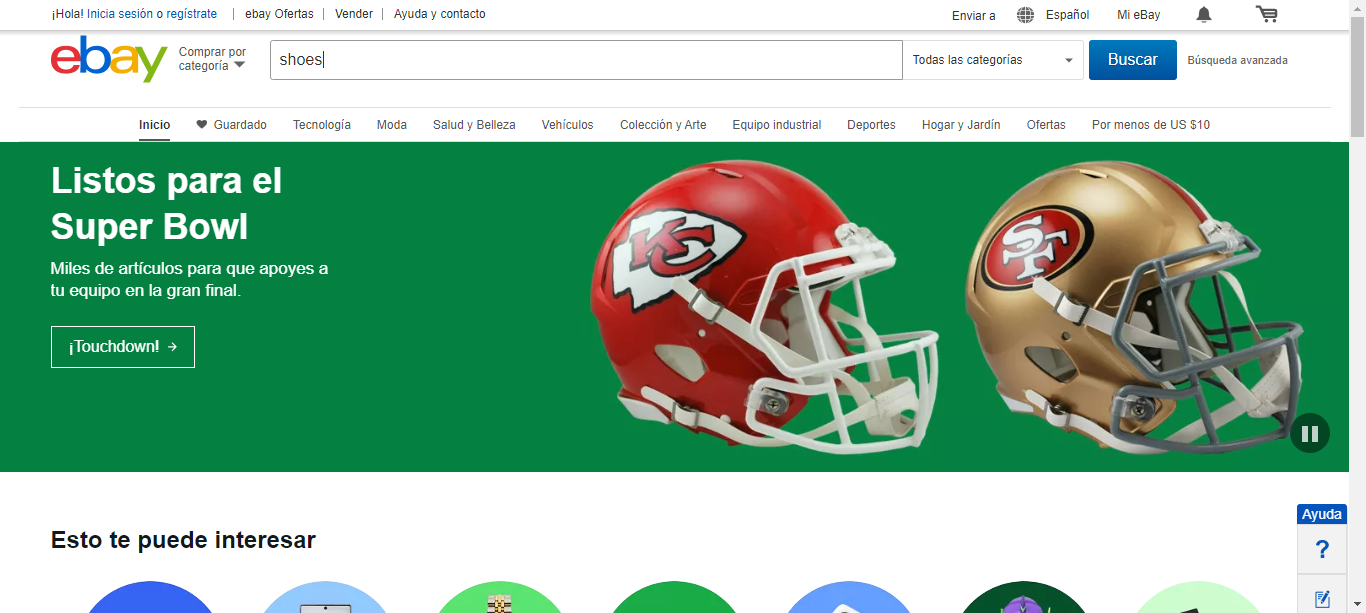 ¡Hola! Inicia sesión o regístrate | ebay Ofertas | Vender | Ayuda y contacto
Enviar a Español Mi eBay
ebay
Comprar por
categoría
shoes
Todas las categorías
Buscar
Búsqueda avanzada
Inicio Guardado Tecnología Moda Salud y Belleza Vehículos Colección y Arte Equipo industrial Deportes Hogar y Jardín Ofertas Por menos de US $10
Listos para el
Super Bowl
Miles de artículos para que apoyes a
tu equipo en la gran final.
¡Touchdown! →
KC
SF
Ayuda
?
Esto te puede interesar